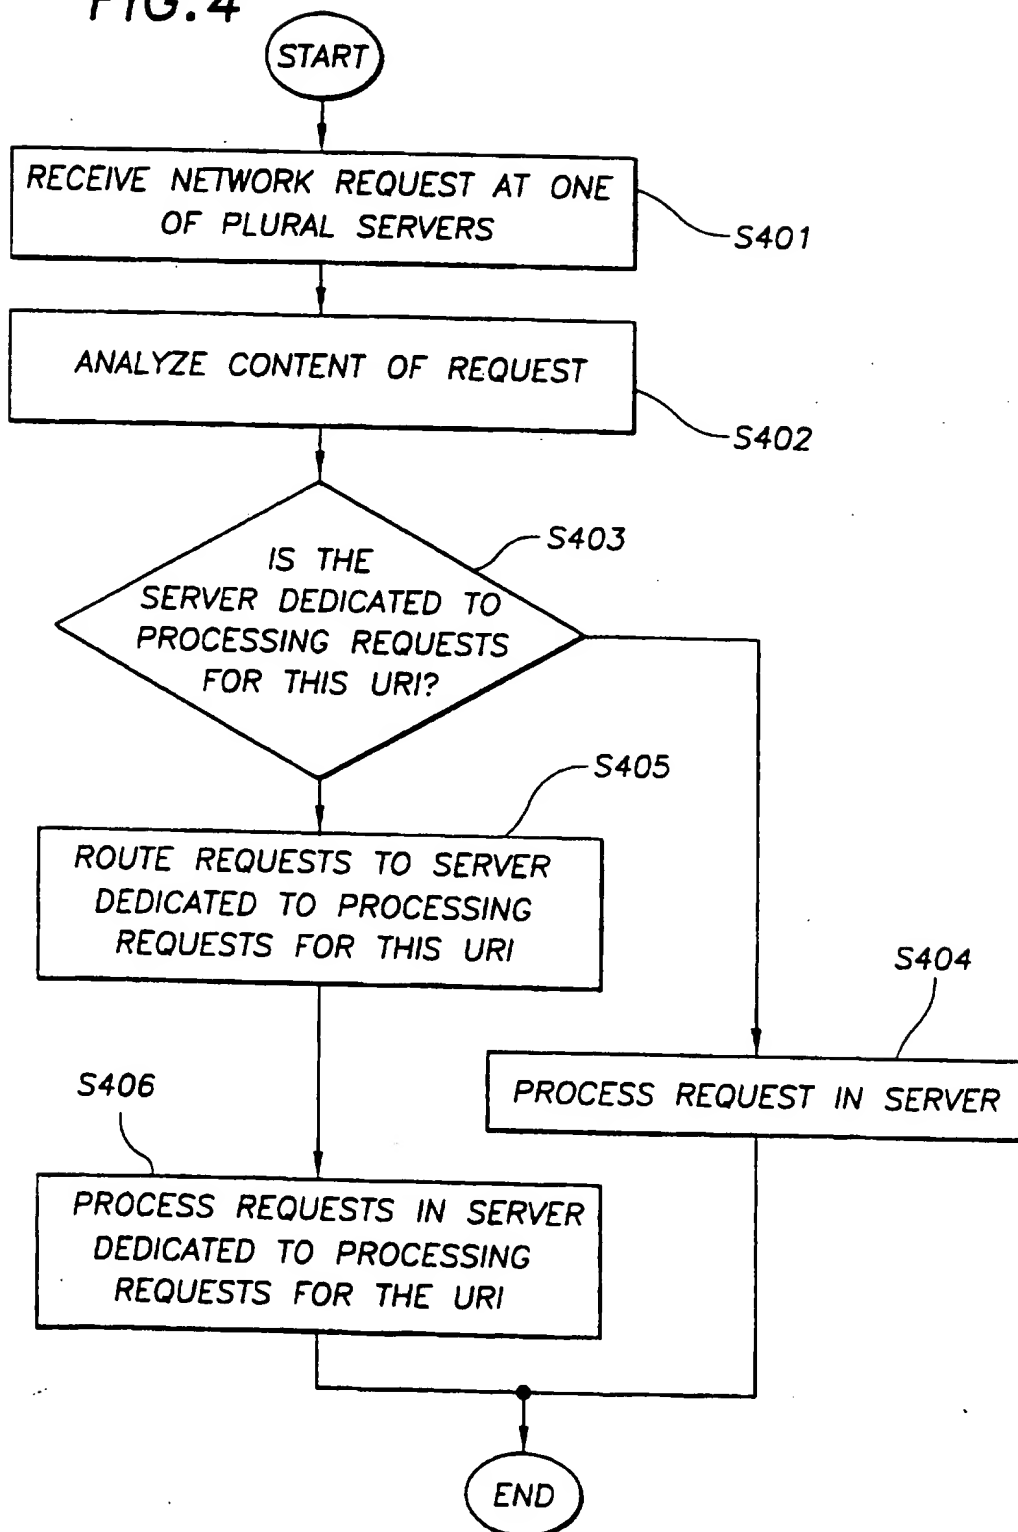 FIG.4
START
RECEIVE NETWORK REQUEST AT ONE
OF PLURAL SERVERS
S401
ANALYZE CONTENT OF REQUEST
S402
S403
IS THE
SERVER DEDICATED TO
PROCESSING REQUESTS
FOR THIS URI?
S405
ROUTE REQUESTS TO SERVER
DEDICATED TO PROCESSING
REQUESTS FOR THIS URI
S404
PROCESS REQUEST IN SERVER
S406
PROCESS REQUESTS IN SERVER
DEDICATED TO PROCESSING
REQUESTS FOR THE URI
END